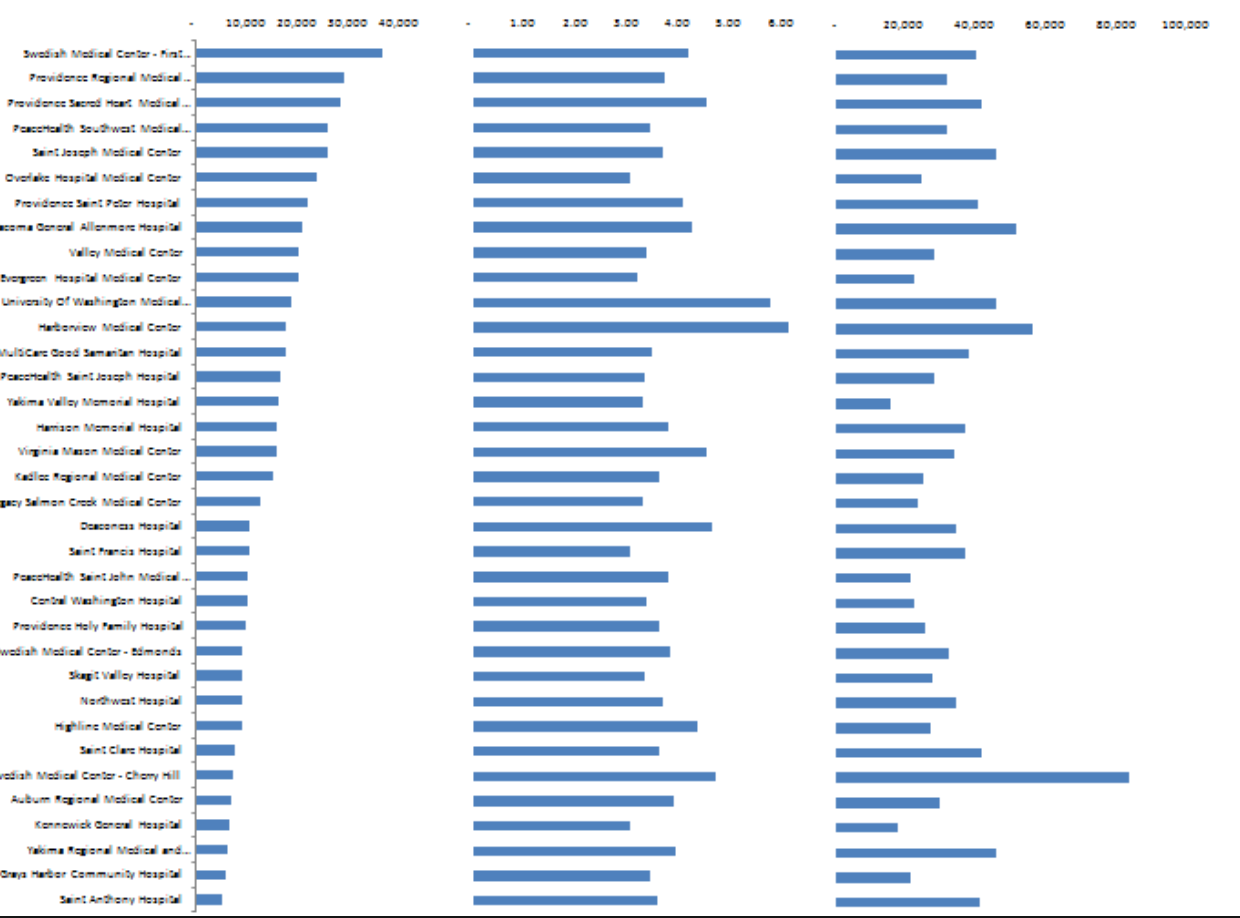 - 10,000 20,000 30,000 40,000 - 1.00 2.00 3.00 4.00 5.00 6.00 - 20,000 40,000 60,000 80,000 100,000
Swedish Medical Center - First...
Providence Regional Medical...
Providence Sacred Heart Medical...
PeaceHealth Southwest Medical...
Saint Joseph Medical Center
Overlake Hospital Medical Center
Providence Saint Peter Hospital
acoma General Allenmore Hospital
Valley Medical Center
Evergreen Hospital Medical Center
University Of Washington Medical...
Harborview Medical Center
MultiCare Good Samaritan Hospital
PeaceHealth Saint Joseph Hospital
Yakima Valley Memorial Hospital
Harrison Memorial Hospital
Virginia Mason Medical Center
Kadlec Regional Medical Center
gacy Salmon Creek Medical Center
Deaconess Hospital
Saint Francis Hospital
PeaceHealth Saint John Medical...
Central Washington Hospital
Providence Holy Family Hospital
wedish Medical Center - Edmonds
Skagit Valley Hospital
Northwest Hospital
Highline Medical Center
Saint Clare Hospital
vedish Medical Center - Cherry Hill
Auburn Regional Medical Center
Kennewick General Hospital
Yakima Regional Medical and...
Grays Harbor Community Hospital
Saint Anthony Hospital